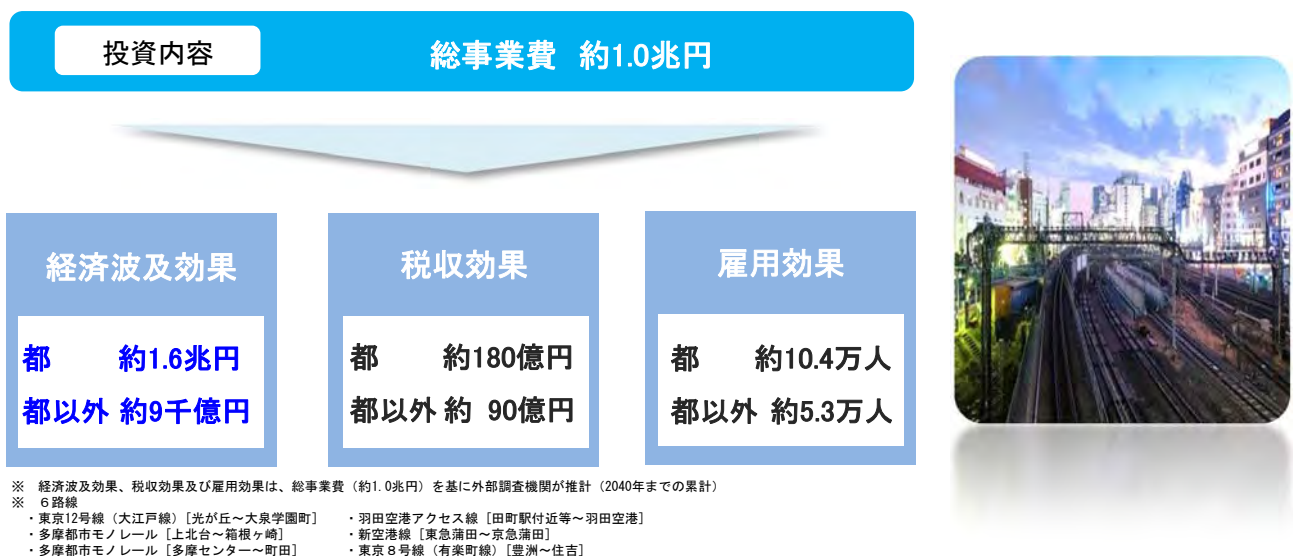 投資内容
総事業費 約1.0兆円
経済波及効果
都 約1.6兆円
都以外 約9千億円
税収効果
都 約180億円
都以外 約 90億円
雇用効果
都 約10.4万人
都以外 約5.3万人
※ 経済波及効果、税収効果及び雇用効果は、総事業費(約1.0兆円)を基に外部調査機関が推計(2040年までの累計)
※ 6路線
・東京12号線(大江戸線)[光が丘~大泉学園町] ・羽田空港アクセス線[田町駅付近等~羽田空港]
・多摩都市モノレール[上北台~箱根ヶ崎] ・新空港線[東急蒲田~京急蒲田]
・多摩都市モノレール[多摩センター~町田] ・東京8号線(有楽町線)[豊洲~住吉]